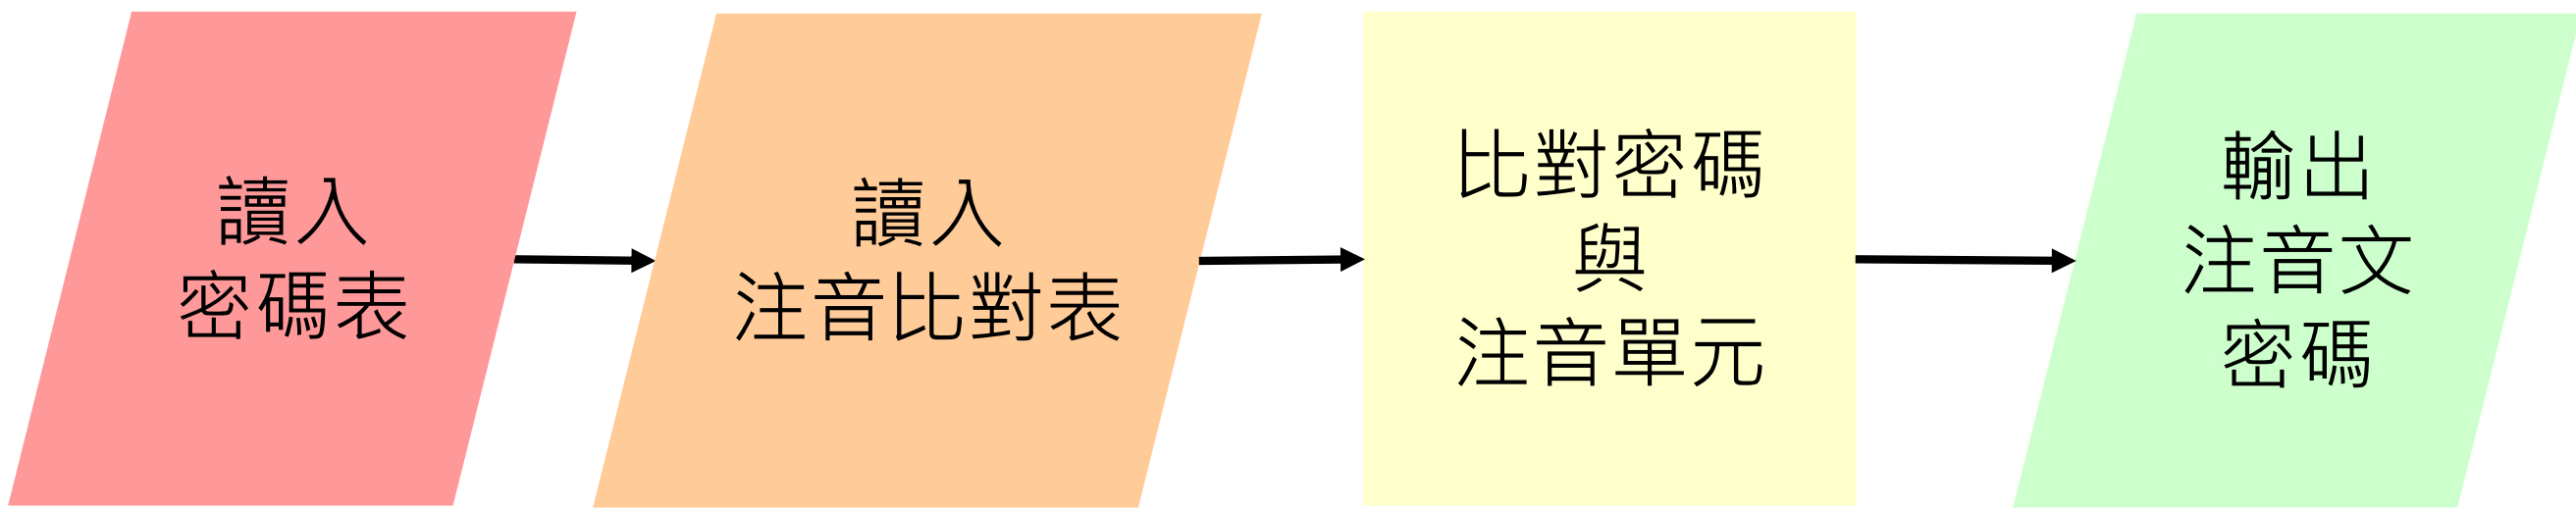 讀入
密碼表
讀入
注音比對表
比對密碼
與
注音單元
輸出
注音文
密碼